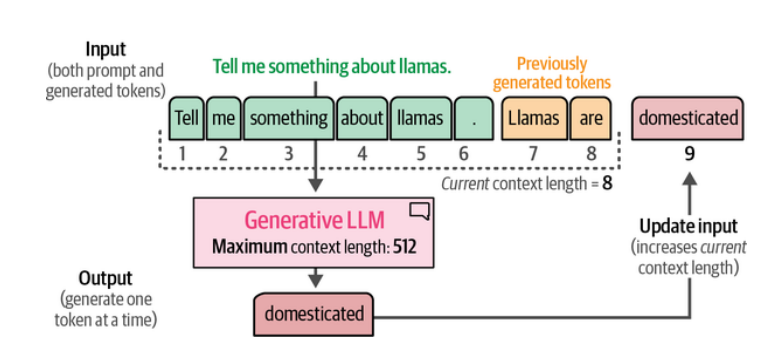 Input
(both prompt and
generated tokens)
Tell me something about llamas.
Previously
generated tokens
Tell me something about llamas . Llamas are domesticated
1 2 3 4 5 6 7 8 9
Current context length = 8
Generative LLM
Maximum context length: 512
Update input
(increases current
context length)
Output
(generate one
token at a time)
domesticated